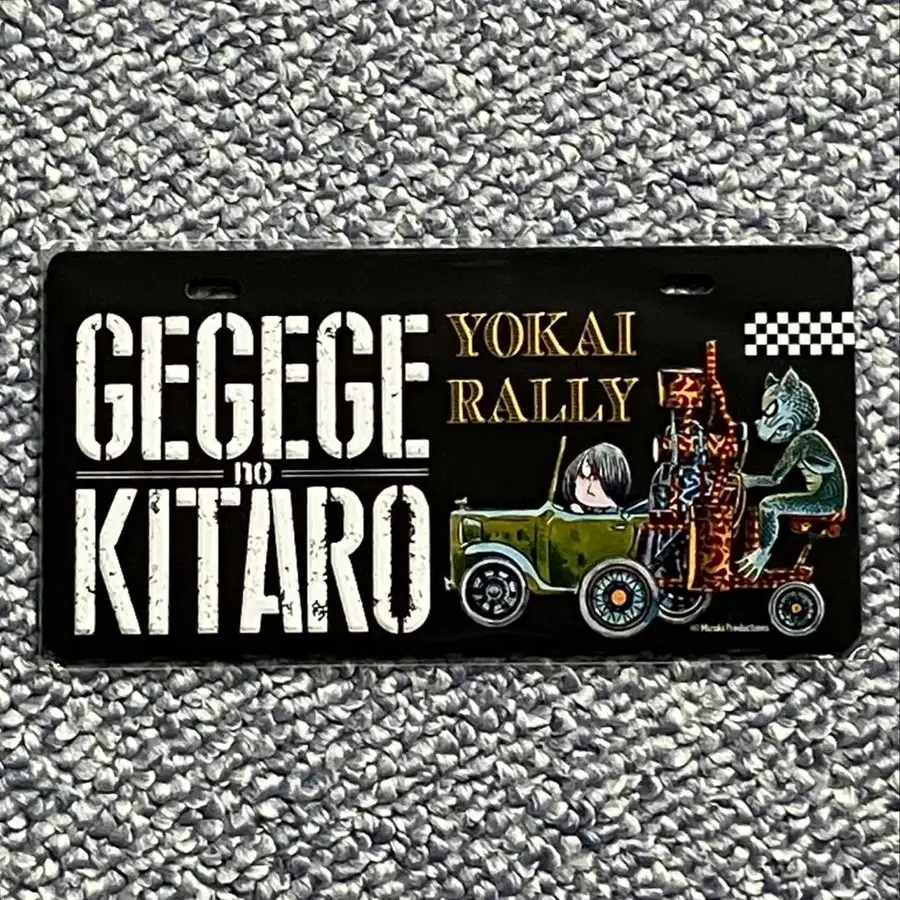 GEGEGE
no
KITARO
YOKAI
RALLY
© Mizuki Productions